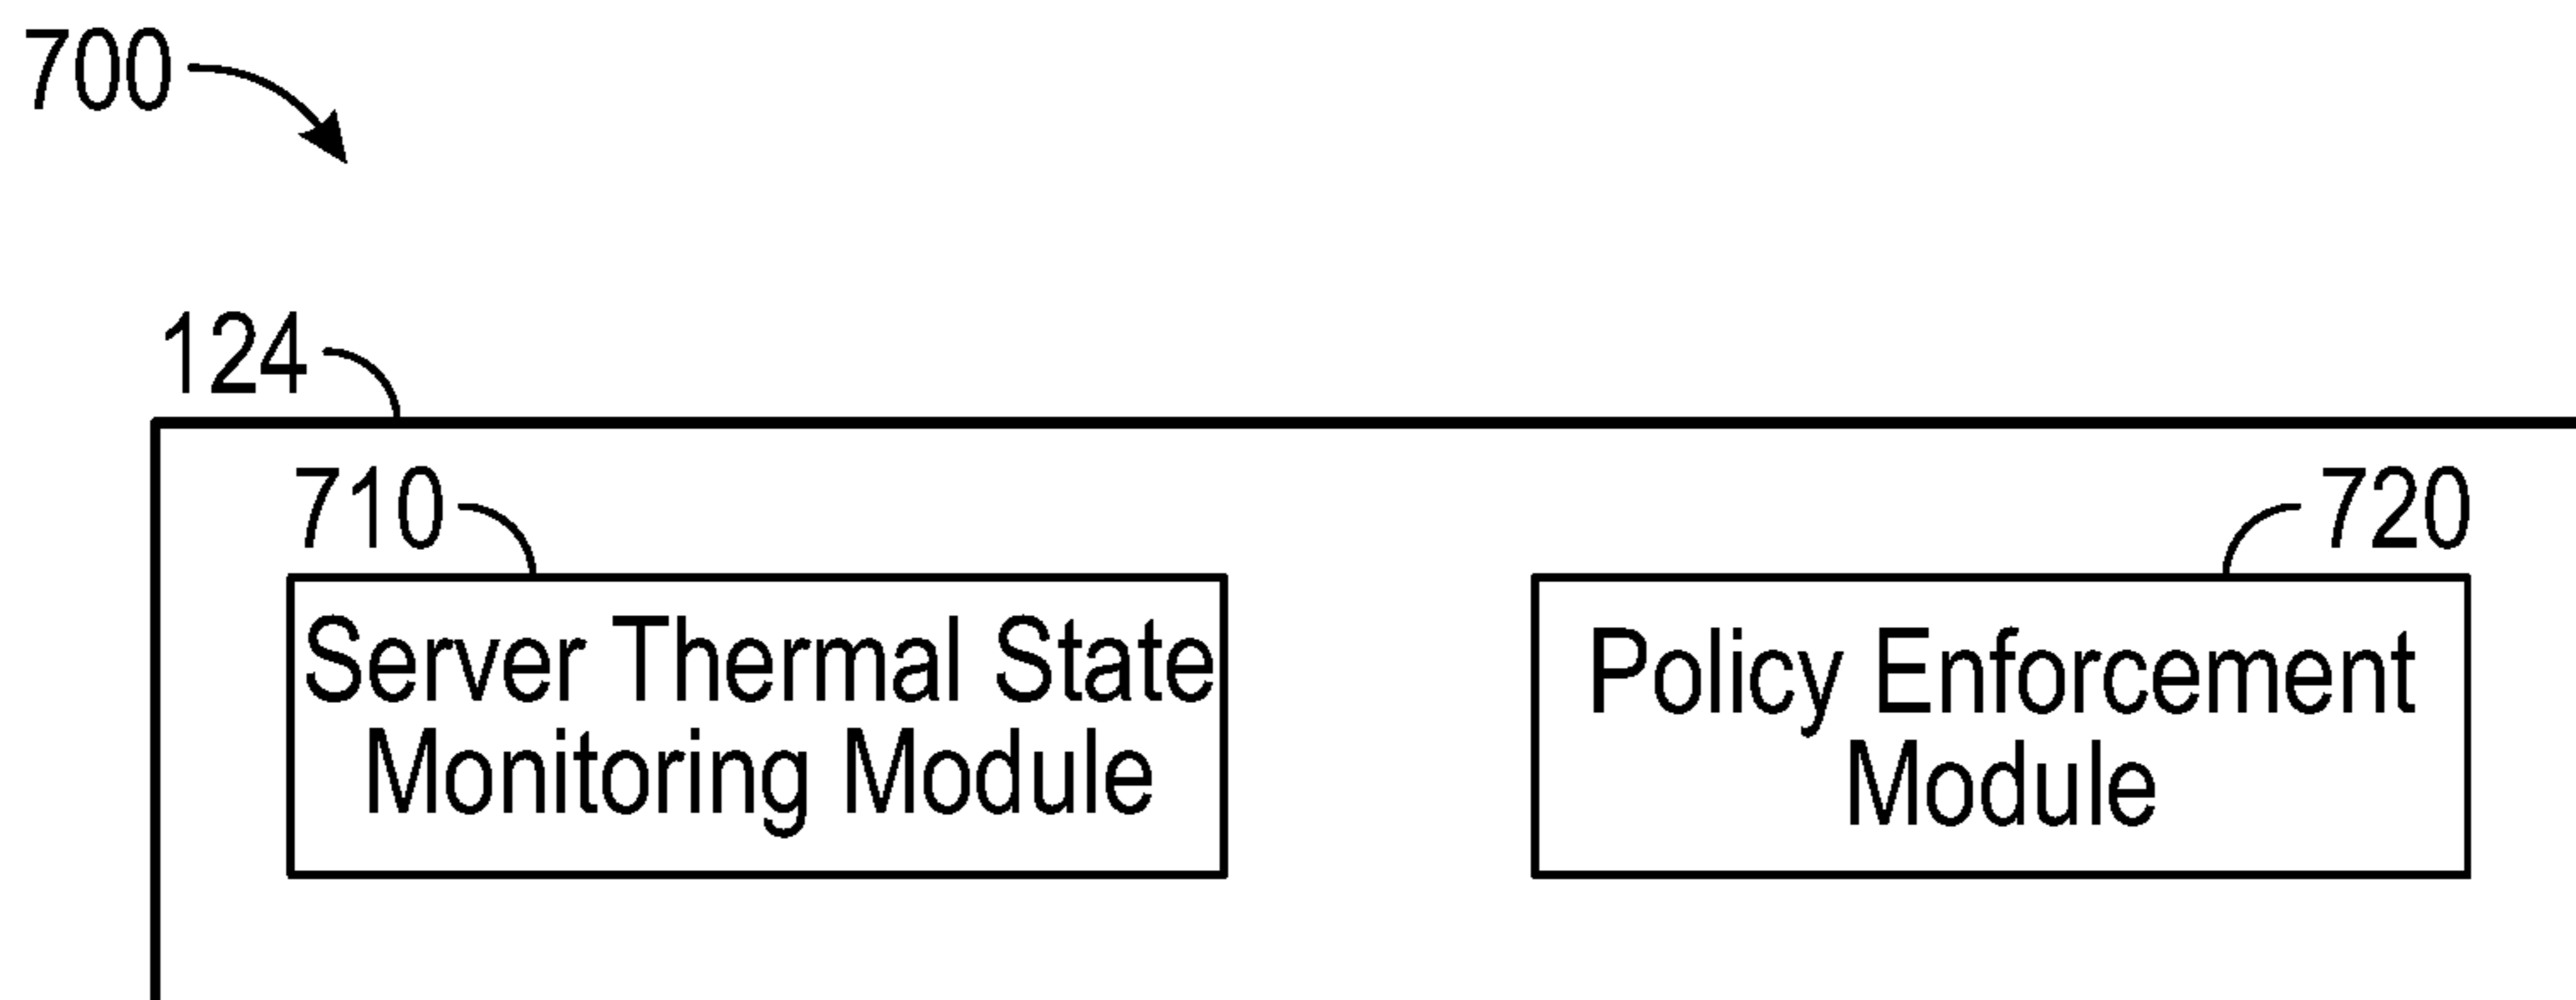 700
124
710
720
Server Thermal State
Monitoring Module
Policy Enforcement
Module